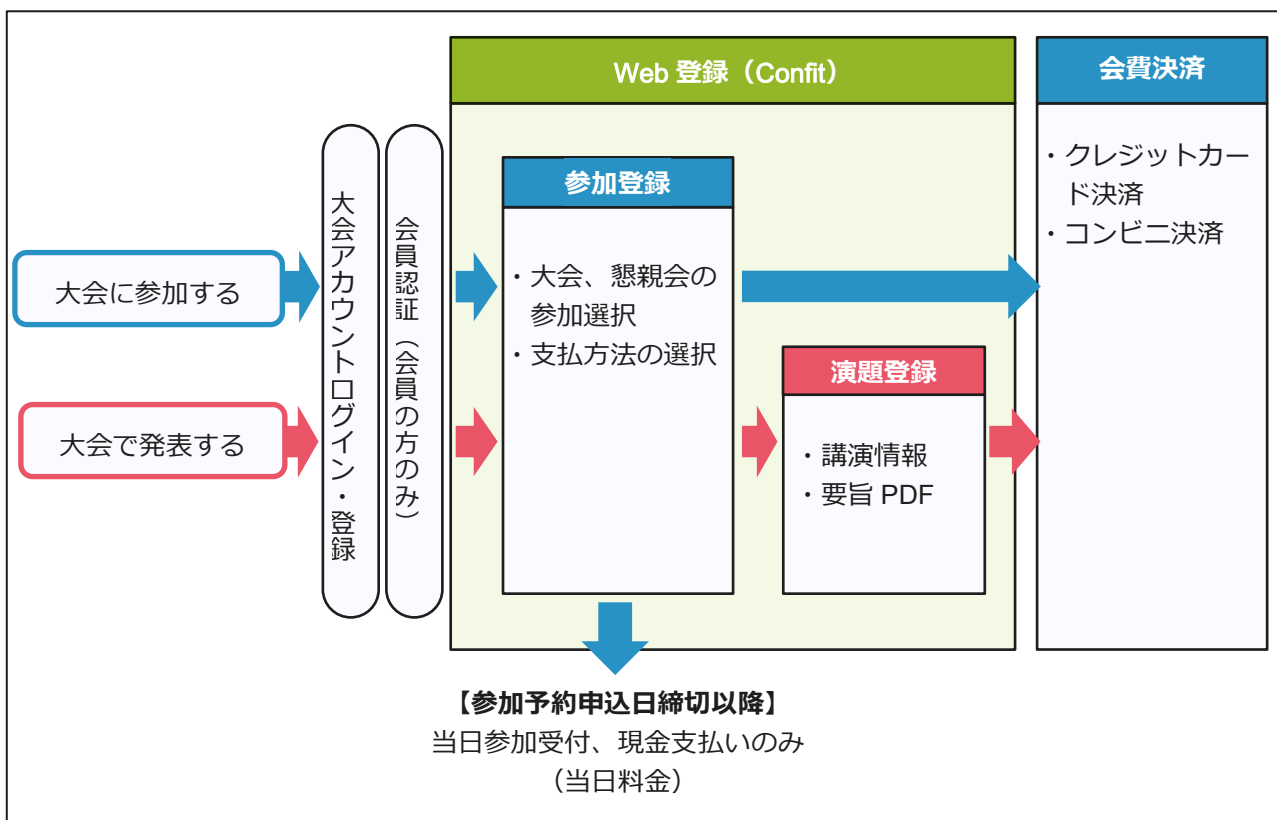 Web 登録（Confit）
会費決済
・クレジットカー
ド決済
・コンビニ決済
大会に参加する
大会で発表する
大会アカウントログイン・登録
会員認証（会員の方のみ）
参加登録
・大会、懇親会の
参加選択
・支払方法の選択
演題登録
・講演情報
・要旨 PDF
【参加予約申込日締切以降】
当日参加受付、現金支払いのみ
（当日料金）